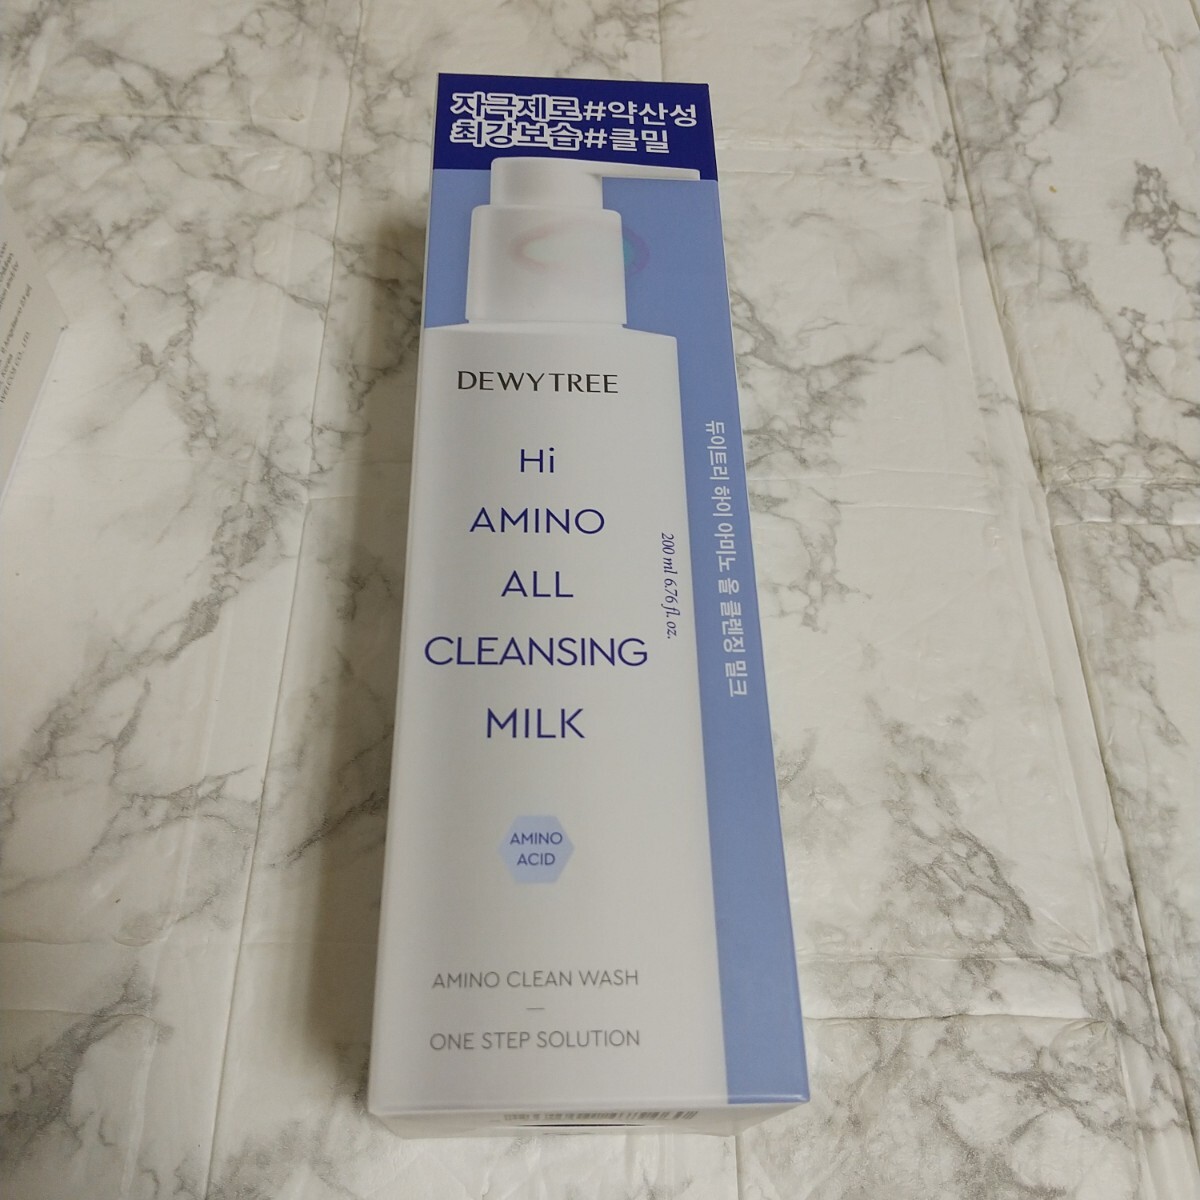 자극제로#약산성
최강보습#클밀
DEWYTREE
Hi
AMINO
ALL
CLEANSING
MILK
200 ml 6.76 fl. oz.
듀이트리 하이 아미노 올 클렌징 밀크
AMINO
ACID
AMINO CLEAN WASH
ONE STEP SOLUTION